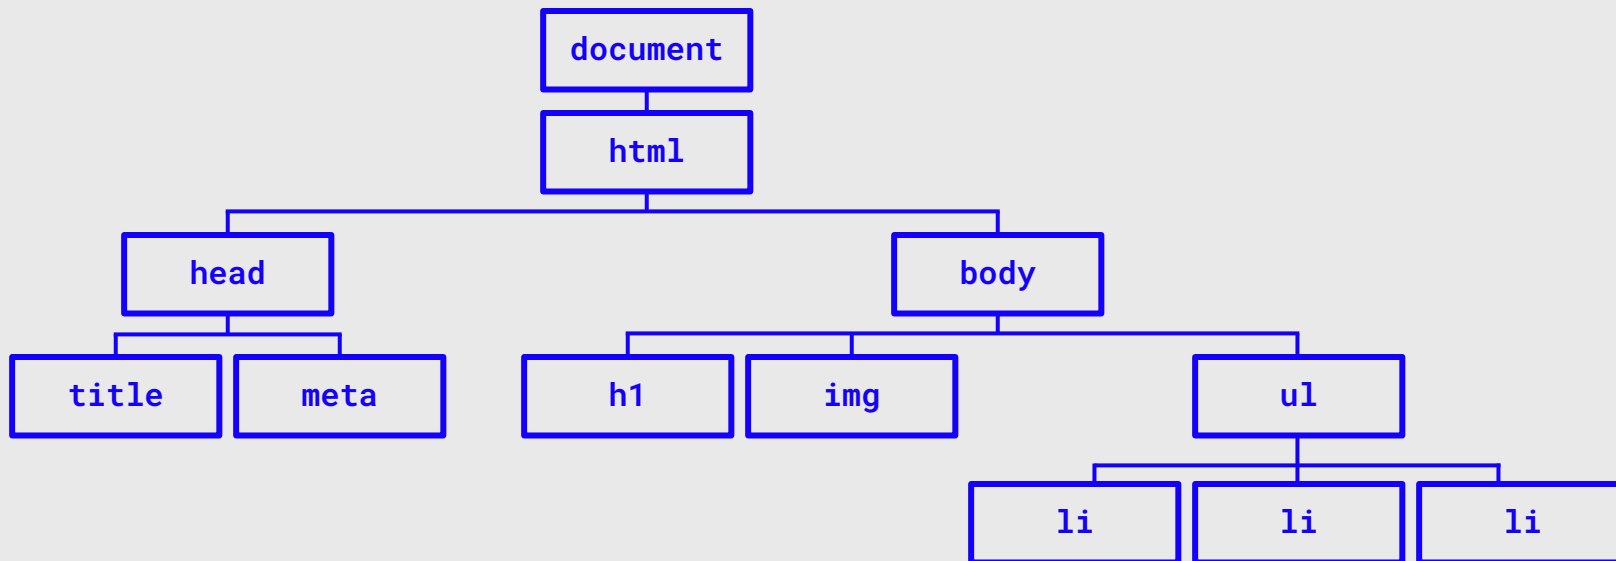 document
html
head
body
title
meta
h1
img
ul
li
li
li